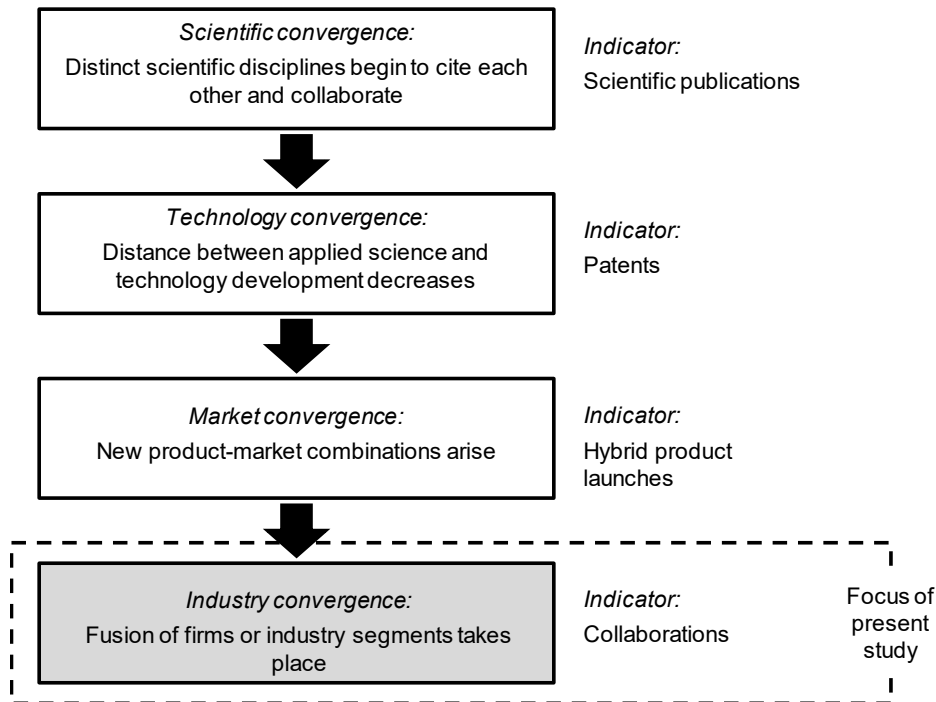 Scientific convergence:
Distinct scientific disciplines begin to cite each
other and collaborate
Indicator:
Scientific publications
Technology convergence:
Distance between applied science and
technology development decreases
Indicator:
Patents
Market convergence:
New product-market combinations arise
Indicator:
Hybrid product
launches
Industry convergence:
Fusion of firms or industry segments takes
place
Indicator:
Collaborations
Focus of
present
study